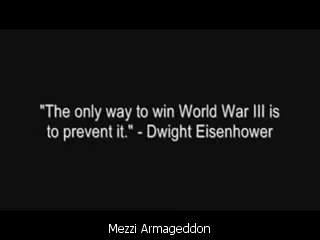 "The only way to win World War III is
to prevent it." - Dwight Eisenhower
Mezzi Armageddon